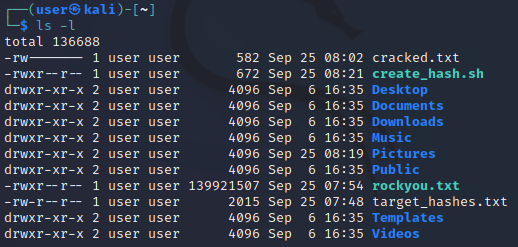 ┌──(user㉿kali)-[~]
└─$ ls -l
total 136688
-rw------- 1 user user       582 Sep 25 08:02 cracked.txt
-rwxr--r-- 1 user user       672 Sep 25 08:21 create_hash.sh
drwxr-xr-x 2 user user      4096 Sep  6 16:35 Desktop
drwxr-xr-x 2 user user      4096 Sep  6 16:35 Documents
drwxr-xr-x 2 user user      4096 Sep  6 16:35 Downloads
drwxr-xr-x 2 user user      4096 Sep  6 16:35 Music
drwxr-xr-x 2 user user      4096 Sep 25 08:19 Pictures
drwxr-xr-x 2 user user      4096 Sep  6 16:35 Public
-rwxr--r-- 1 user user 139921507 Sep 25 07:54 rockyou.txt
-rw-r--r-- 1 user user      2015 Sep 25 07:48 target_hashes.txt
drwxr-xr-x 2 user user      4096 Sep  6 16:35 Templates
drwxr-xr-x 2 user user      4096 Sep  6 16:35 Videos